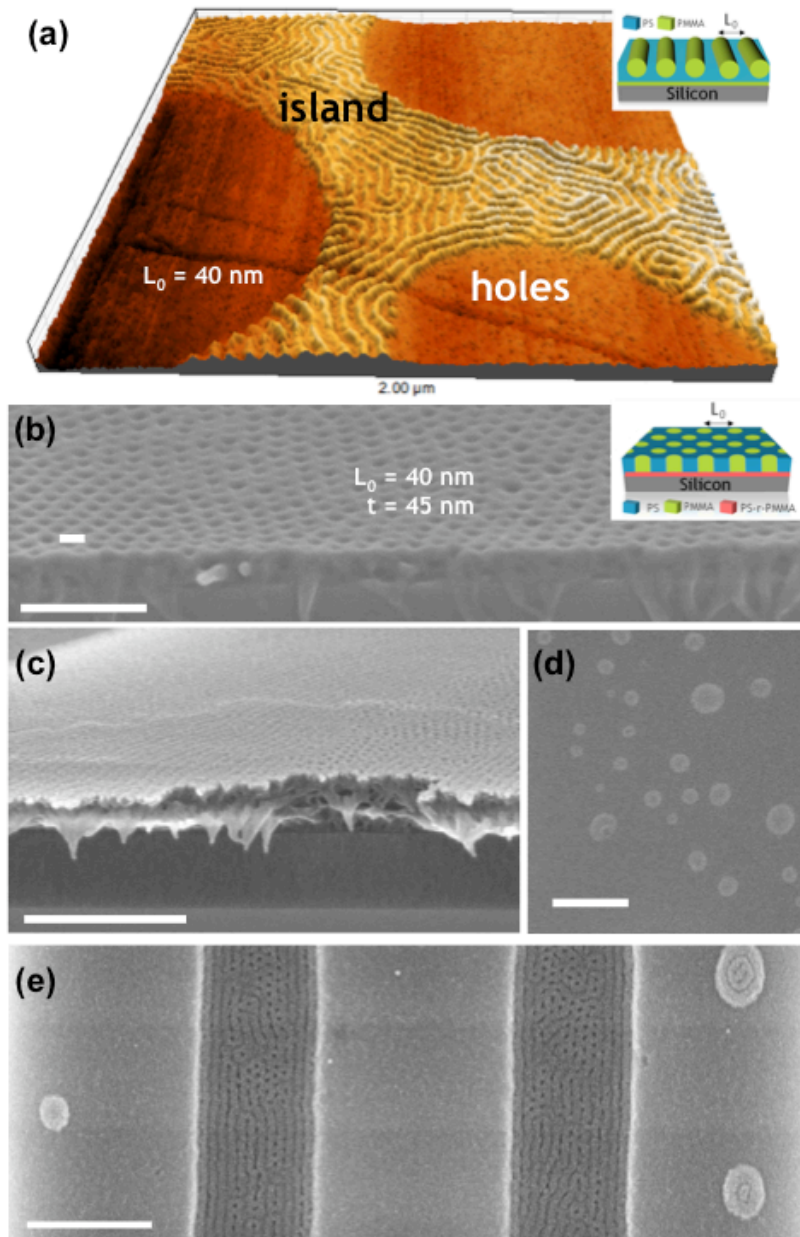 (a)
PS PMMA L₀
Silicon
island
L₀ = 40 nm
holes
2.00 µm
(b)
L₀
L₀ = 40 nm
t = 45 nm
Silicon
PS PMMA PS-r-PMMA
(c)
(d)
(e)